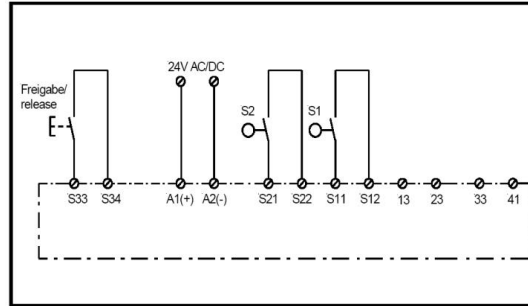 24V AC/DC
Freigabe/
release
S2
S1
S33 S34 A1(+) A2(-) S21 S22 S11 S12 13 23 33 41